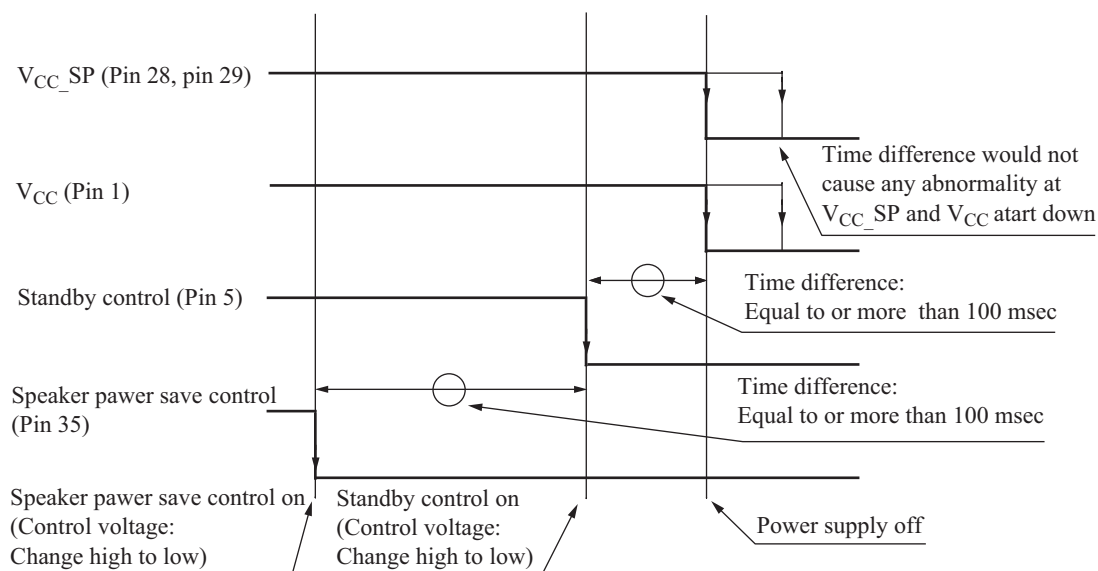 V_CC_SP (Pin 28, pin 29)
Time difference would not
cause any abnormality at
V_CC_SP and V_CC atart down
V_CC (Pin 1)
Standby control (Pin 5)
Time difference:
Equal to or more than 100 msec
Speaker pawer save control
(Pin 35)
Time difference:
Equal to or more than 100 msec
Speaker pawer save control on
(Control voltage:
Change high to low)
Standby control on
(Control voltage:
Change high to low)
Power supply off